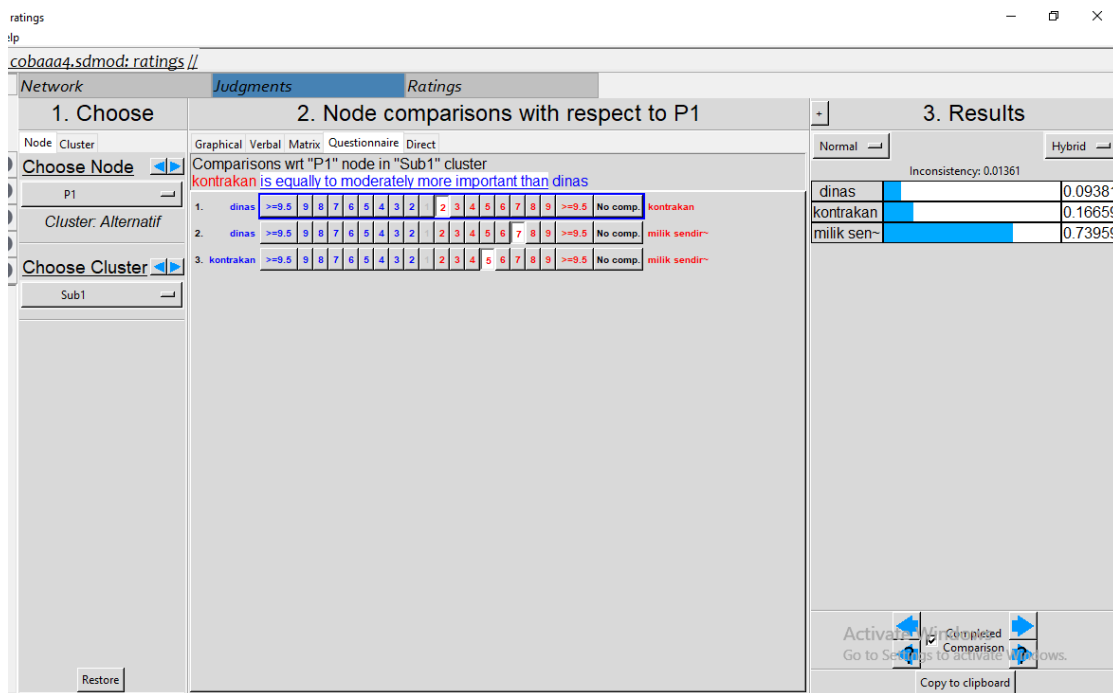 ratings
elp
cobaaa4.sdmod: ratings //
Network Judgments Ratings
1. Choose
Node Cluster
Choose Node
P1
Cluster: Alternatif
Choose Cluster
Sub1
Restore
2. Node comparisons with respect to P1
Graphical Verbal Matrix Questionnaire Direct
Comparisons wrt "P1" node in "Sub1" cluster
kontrakan is equally to moderately more important than dinas
1. dinas >=9.5 9 8 7 6 5 4 3 2 1 2 3 4 5 6 7 8 9 >=9.5 No comp. kontrakan
2. dinas >=9.5 9 8 7 6 5 4 3 2 1 2 3 4 5 6 7 8 9 >=9.5 No comp. milik sendir~
3. kontrakan >=9.5 9 8 7 6 5 4 3 2 1 2 3 4 5 6 7 8 9 >=9.5 No comp. milik sendir~
+ 3. Results
Normal Hybrid
Inconsistency: 0.01361
dinas 0.09381
kontrakan 0.16659
milik sen~ 0.73959
Completed
Comparison
Activate Windows
Go to Settings to activate Windows.
Copy to clipboard